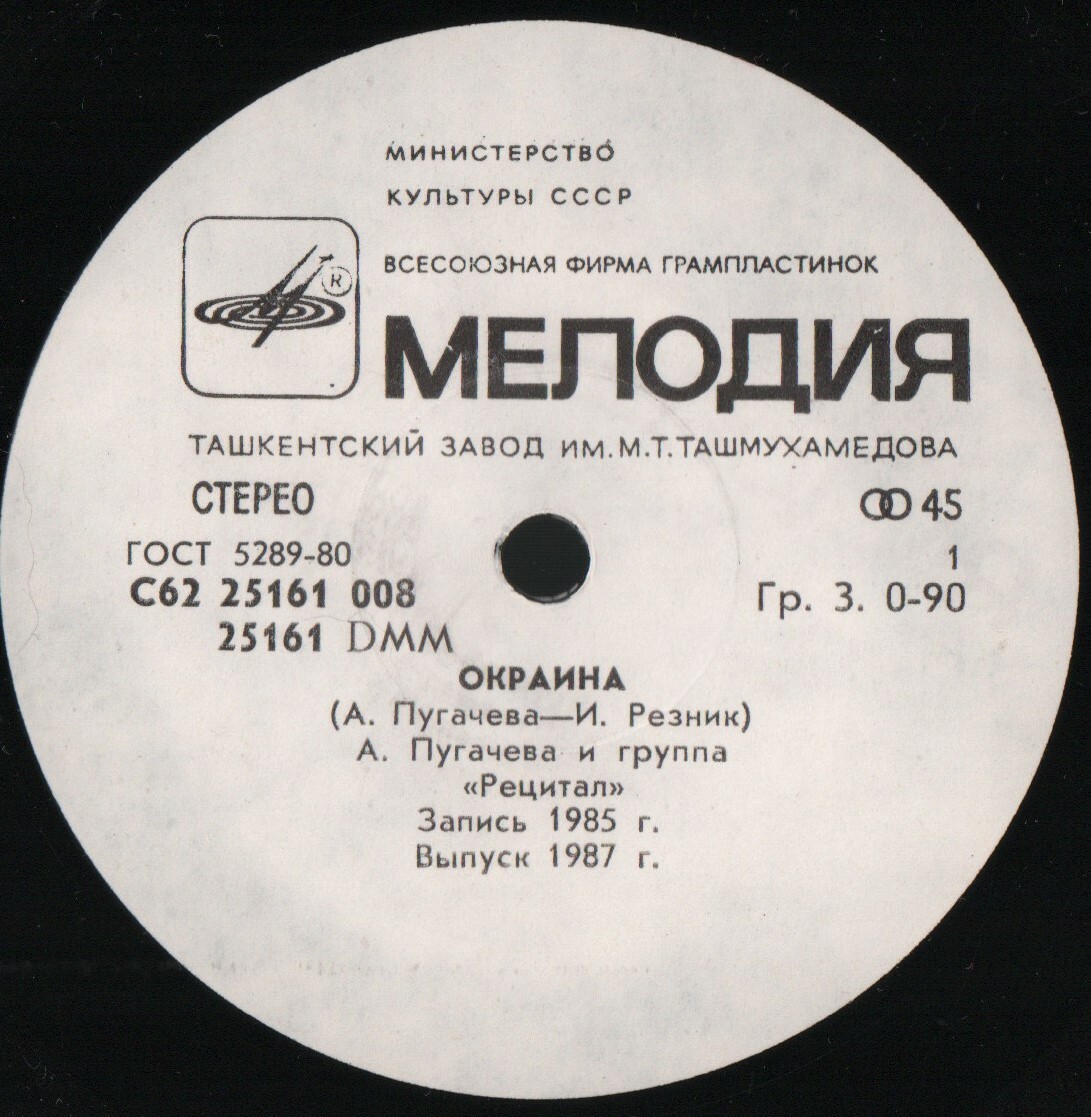 МИНИСТЕРСТВО
КУЛЬТУРЫ СССР
ВСЕСОЮЗНАЯ ФИРМА ГРАМПЛАСТИНОК
®
МЕЛОДИЯ
ТАШКЕНТСКИЙ ЗАВОД ИМ. М.Т.ТАШМУХАМЕДОВА
СТЕРЕО 45
ГОСТ 5289-80 1
С62 25161 008 Гр. 3. 0-90
25161 DMM
ОКРАИНА
(А. Пугачева—И. Резник)
А. Пугачева и группа
«Рецитал»
Запись 1985 г.
Выпуск 1987 г.